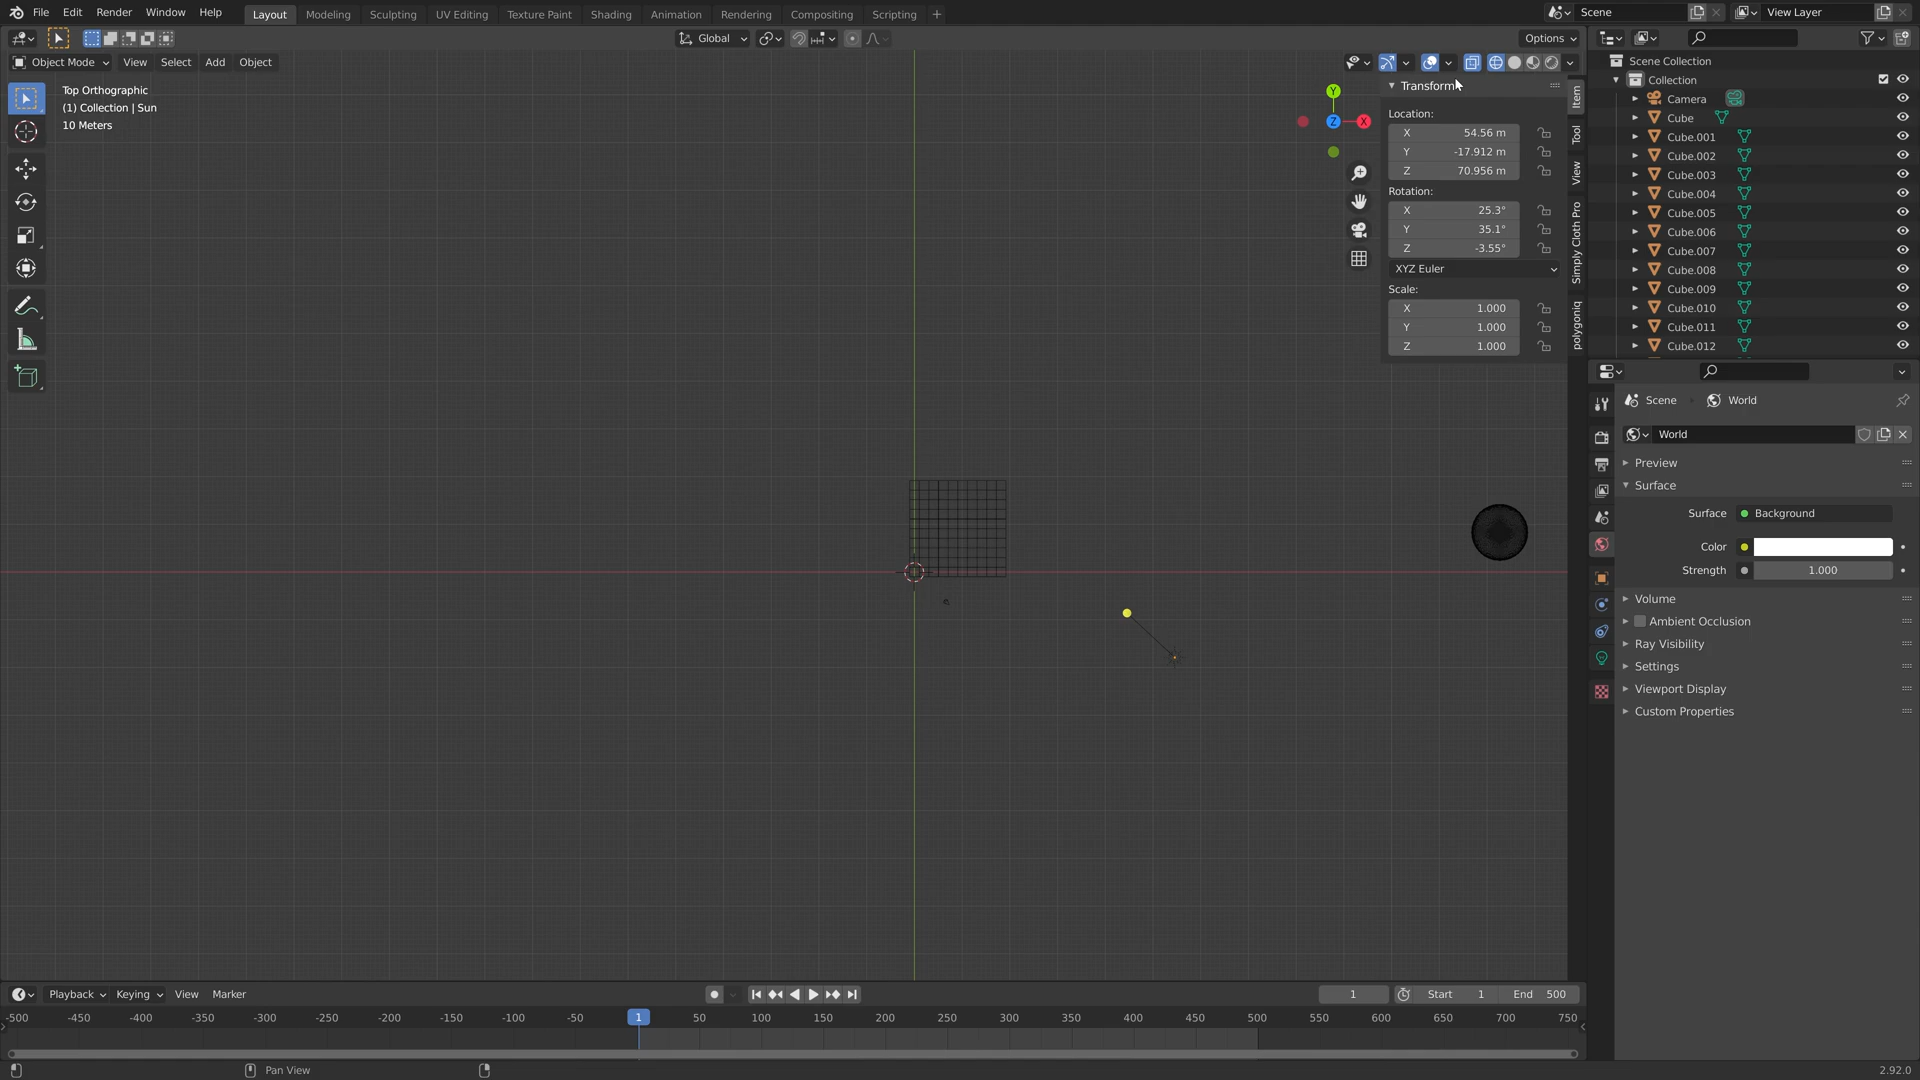 File Edit Render Window Help Layout Modeling Sculpting UV Editing Texture Paint Shading Animation Rendering Compositing Scripting + Scene View Layer
Global Options
Object Mode View Select Add Object
Top Orthographic
(1) Collection | Sun
10 Meters
Y
Z
X
Transform
Location:
X 54.56 m
Y -17.912 m
Z 70.956 m
Rotation:
X 25.3°
Y 35.1°
Z -3.55°
XYZ Euler
Scale:
X 1.000
Y 1.000
Z 1.000
Item
Tool
View
Simply Cloth Pro
polygoniq
Scene Collection
Collection
Camera
Cube
Cube.001
Cube.002
Cube.003
Cube.004
Cube.005
Cube.006
Cube.007
Cube.008
Cube.009
Cube.010
Cube.011
Cube.012
Scene World
World
Preview
Surface
Surface Background
Color
Strength 1.000
Volume
Ambient Occlusion
Ray Visibility
Settings
Viewport Display
Custom Properties
Playback Keying View Marker 1 Start 1 End 500
-500 -450 -400 -350 -300 -250 -200 -150 -100 -50 1 50 100 150 200 250 300 350 400 450 500 550 600 650 700 750
Pan View 2.92.0